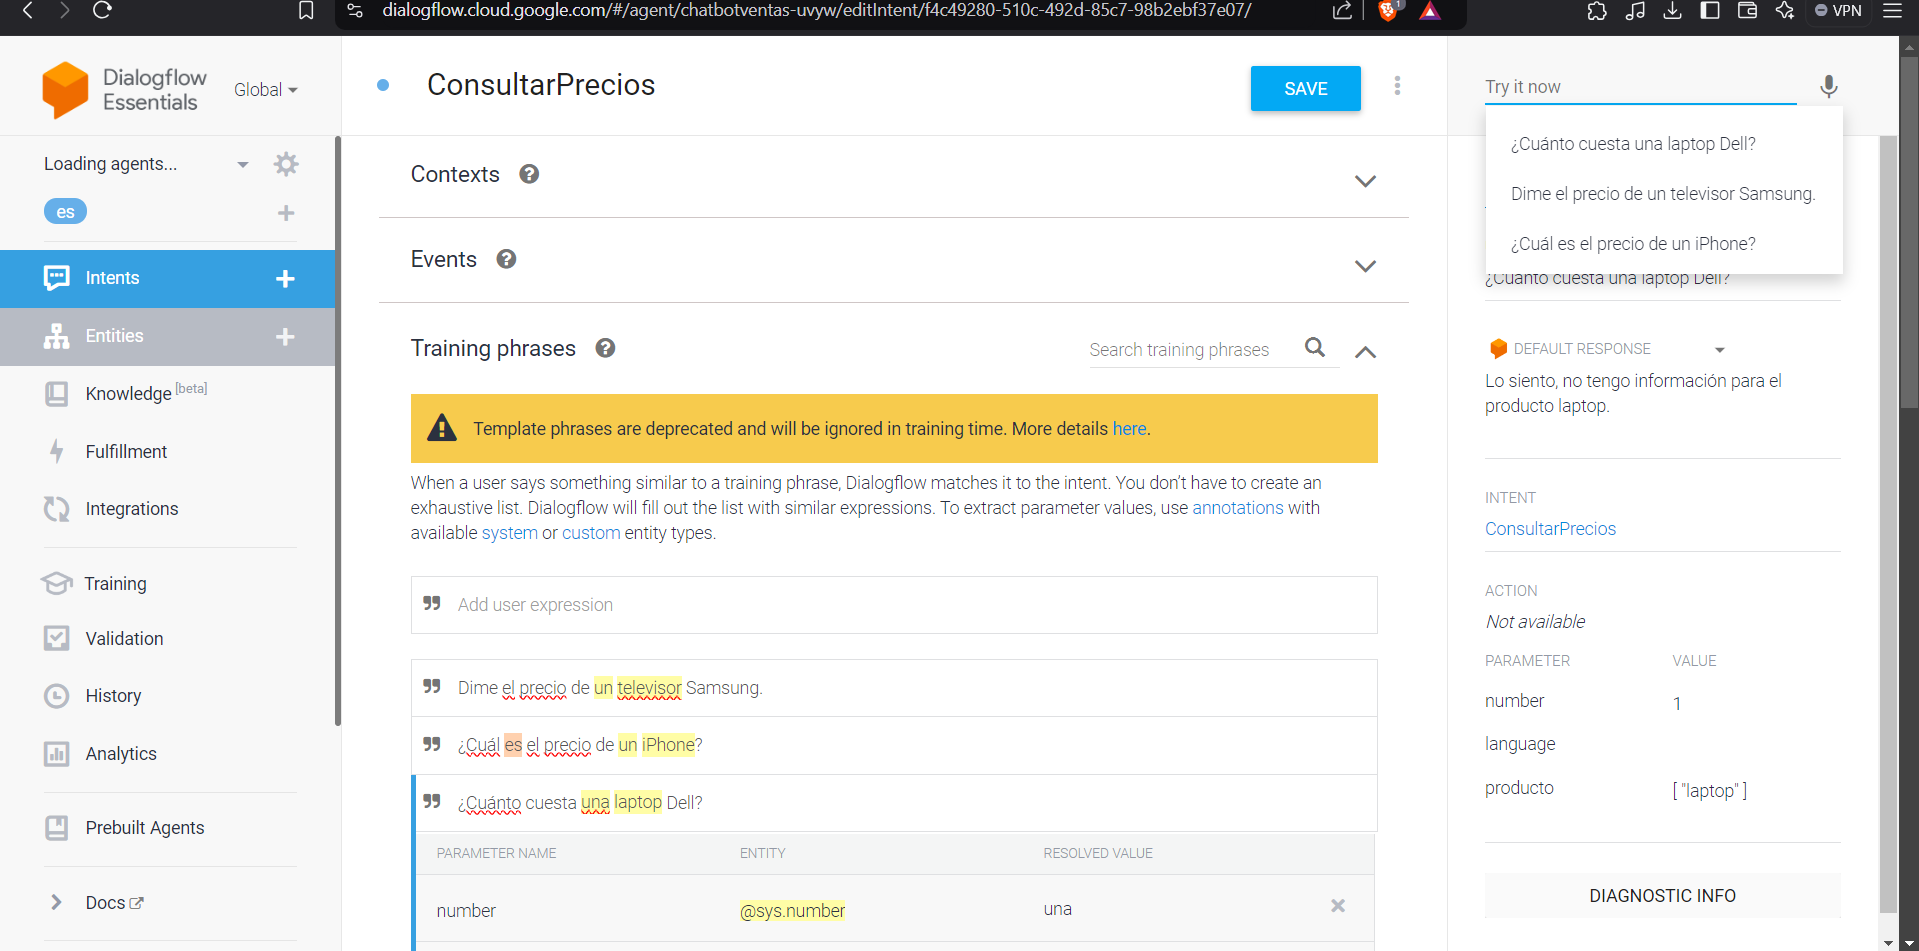 dialogflow.cloud.google.com/#/agent/chatbotventas-uvyw/editIntent/f4c49280-510c-492d-85c7-98b2ebf37e07/
1
VPN
Dialogflow
Essentials
Global
Loading agents...
es
Intents
Entities
Knowledge [beta]
Fulfillment
Integrations
Training
Validation
History
Analytics
Prebuilt Agents
Docs
ConsultarPrecios
SAVE
Contexts
Events
Training phrases
Search training phrases
Template phrases are deprecated and will be ignored in training time. More details here.
When a user says something similar to a training phrase, Dialogflow matches it to the intent. You don't have to create an
exhaustive list. Dialogflow will fill out the list with similar expressions. To extract parameter values, use annotations with
available system or custom entity types.
Add user expression
Dime el precio de un televisor Samsung.
¿Cuál es el precio de un iPhone?
¿Cuánto cuesta una laptop Dell?
PARAMETER NAME ENTITY RESOLVED VALUE
number @sys.number una
Try it now
¿Cuánto cuesta una laptop Dell?
Dime el precio de un televisor Samsung.
¿Cuál es el precio de un iPhone?
¿Cuánto cuesta una laptop Dell?
DEFAULT RESPONSE
Lo siento, no tengo información para el
producto laptop.
INTENT
ConsultarPrecios
ACTION
Not available
PARAMETER VALUE
number 1
language
producto [ "laptop" ]
DIAGNOSTIC INFO